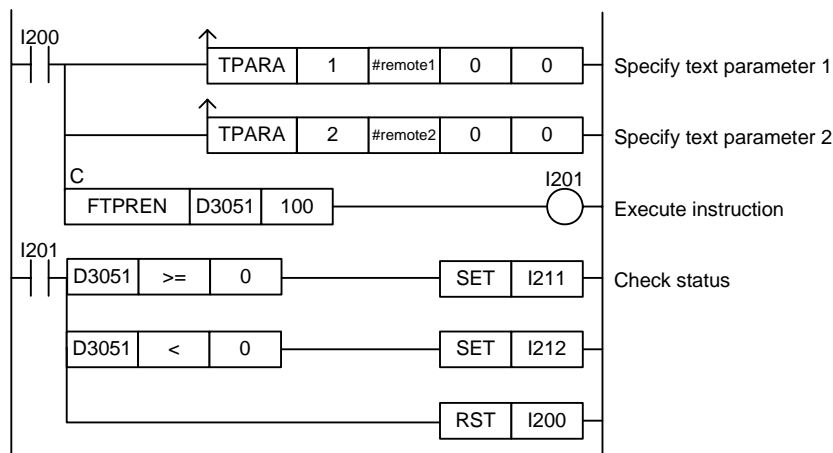 I200
TPARA 1 #remote1 0 0 Specify text parameter 1
TPARA 2 #remote2 0 0 Specify text parameter 2
C I201
FTPREN D3051 100 Execute instruction
I201
D3051 >= 0 SET I211 Check status
D3051 < 0 SET I212
RST I200